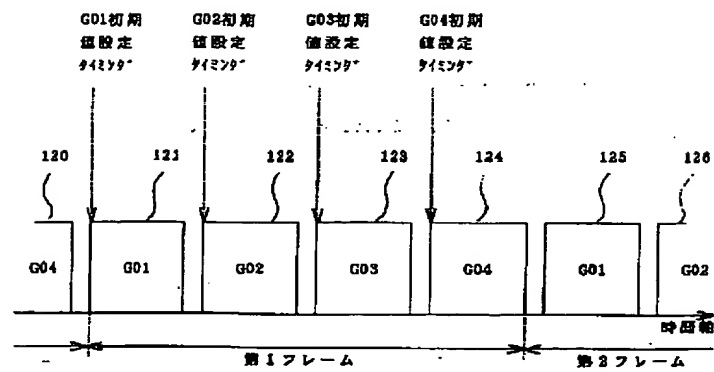 G01初期 G02初期 G03初期 G04初期
値設定 値設定 値設定 値設定
ﾀｲﾐﾝｸﾞ ﾀｲﾐﾝｸﾞ ﾀｲﾐﾝｸﾞ ﾀｲﾐﾝｸﾞ
120 121 122 123 124 125 126
G04 G01 G02 G03 G04 G01 G02
時間軸
第1フレーム 第2フレーム